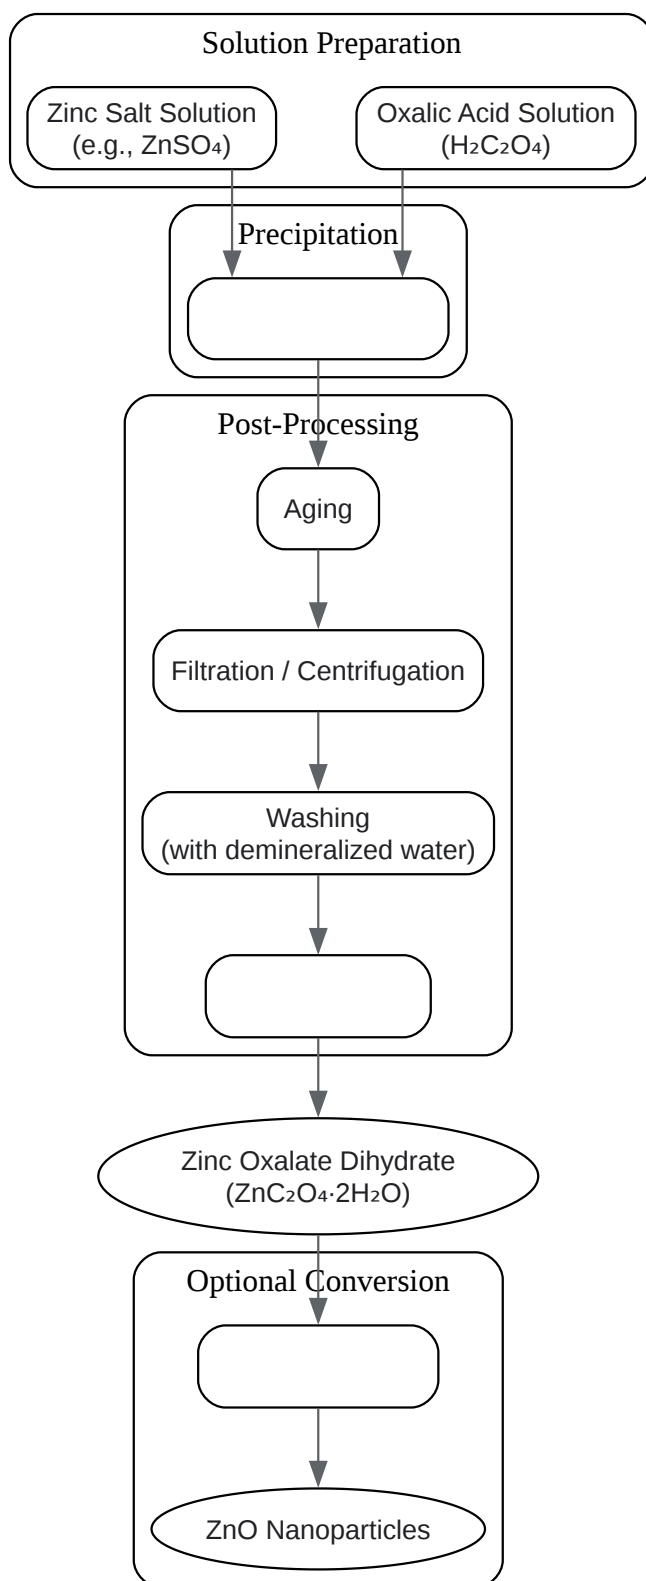 Solution Preparation
Zinc Salt Solution
(e.g., ZnSO₄)
Oxalic Acid Solution
(H₂C₂O₄)
Precipitation
Post-Processing
Aging
Filtration / Centrifugation
Washing
(with demineralized water)
Zinc Oxalate Dihydrate
(ZnC₂O₄·2H₂O)
Optional Conversion
ZnO Nanoparticles